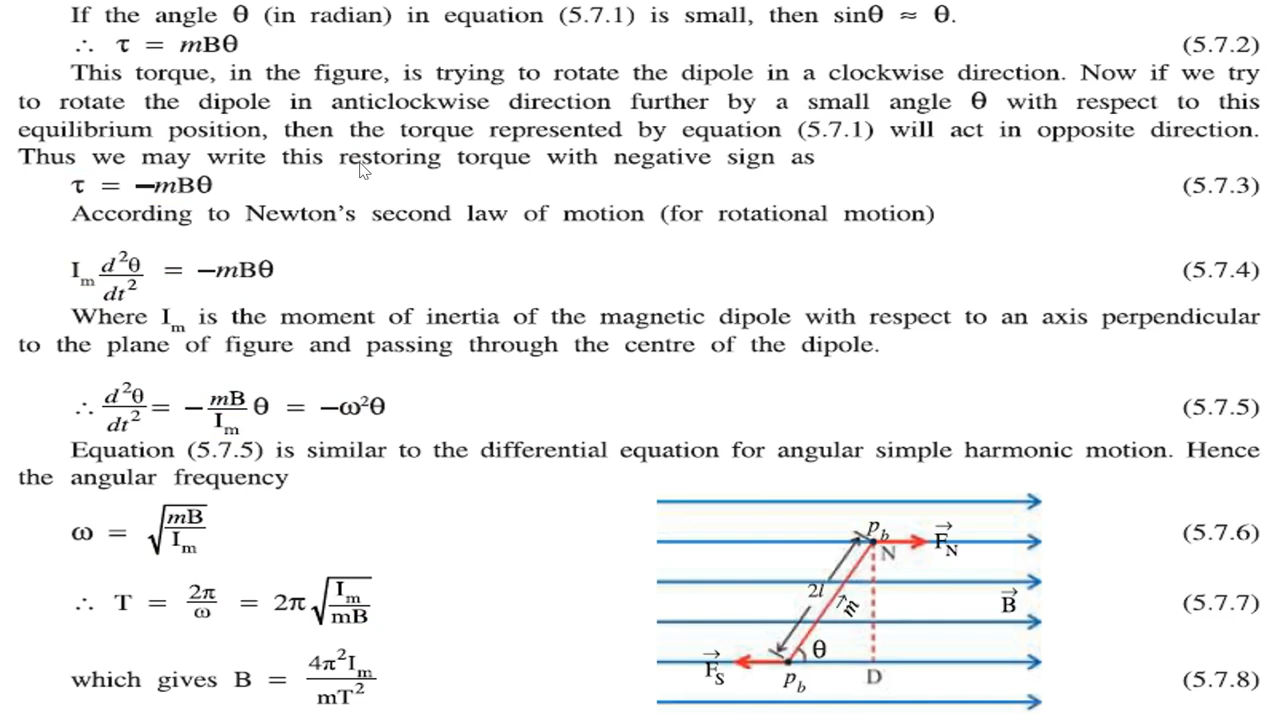 If the angle θ (in radian) in equation (5.7.1) is small, then sinθ ≈ θ.
∴ τ = mBθ (5.7.2)
This torque, in the figure, is trying to rotate the dipole in a clockwise direction. Now if we try
to rotate the dipole in anticlockwise direction further by a small angle θ with respect to this
equilibrium position, then the torque represented by equation (5.7.1) will act in opposite direction.
Thus we may write this restoring torque with negative sign as
τ = −mBθ (5.7.3)
According to Newton's second law of motion (for rotational motion)
I_m d²θ/dt² = −mBθ (5.7.4)
Where I_m is the moment of inertia of the magnetic dipole with respect to an axis perpendicular
to the plane of figure and passing through the centre of the dipole.
∴ d²θ/dt² = −mB/I_m θ = −ω²θ (5.7.5)
Equation (5.7.5) is similar to the differential equation for angular simple harmonic motion. Hence
the angular frequency
ω = √(mB/I_m) (5.7.6)
∴ T = 2π/ω = 2π√(I_m/mB) (5.7.7)
which gives B = 4π²I_m/mT² (5.7.8)
p_b
N
F⃗_N
2l
m⃗
B⃗
θ
F⃗_S
p_b
D